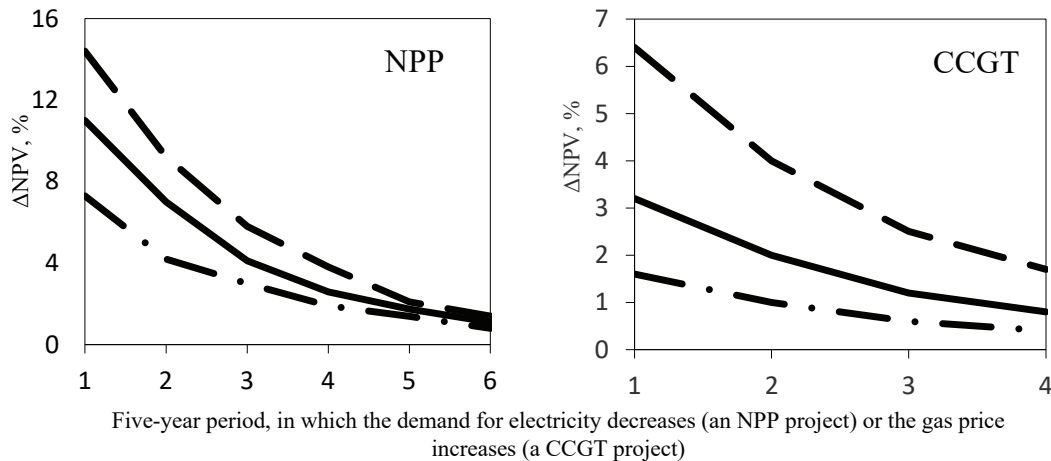 16
12
8
4
0
ΔNPV, %
NPP
1 2 3 4 5 6
7
6
5
4
3
2
1
0
ΔNPV, %
CCGT
1 2 3 4
Five-year period, in which the demand for electricity decreases (an NPP project) or the gas price
increases (a CCGT project)